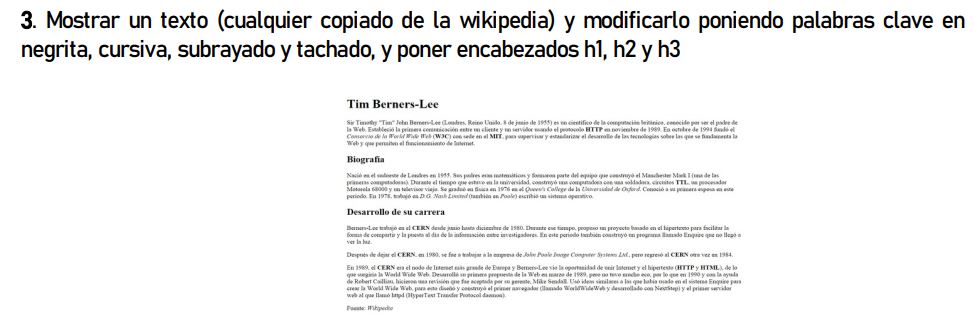 3. Mostrar un texto (cualquier copiado de la wikipedia) y modificarlo poniendo palabras clave en
negrita, cursiva, subrayado y tachado, y poner encabezados h1, h2 y h3
Tim Berners-Lee
Sir Timothy "Tim" John Berners-Lee (Londres, Reino Unido, 8 de junio de 1955) es un científico de la computación británico, conocido por ser el padre de
la Web. Estableció la primera comunicación entre un cliente y un servidor usando el protocolo HTTP en noviembre de 1989. En octubre de 1994 fundó el
Consorcio de la World Wide Web (W3C) con sede en el MIT, para supervisar y estandarizar el desarrollo de las tecnologías sobre las que se fundamenta la
Web y que permiten el funcionamiento de Internet.
Biografía
Nació en el sudoeste de Londres en 1955. Sus padres eran matemáticos y formaron parte del equipo que construyó el Manchester Mark I (una de las
primeras computadoras). Durante el tiempo que estuvo en la universidad, construyó una computadora con una soldadora, circuitos TTL, un procesador
Motorola 68000 y un televisor viejo. Se graduó en física en 1976 en el Queen's College de la Universidad de Oxford. Conoció a su primera esposa en este
periodo. En 1978, trabajó en D.G. Nash Limited (también en Poole) escribió un sistema operativo.
Desarrollo de su carrera
Berners-Lee trabajó en el CERN desde junio hasta diciembre de 1980. Durante ese tiempo, propuso un proyecto basado en el hipertexto para facilitar la
forma de compartir y la puesta al día de la información entre investigadores. En este periodo también construyó un programa llamado Enquire que no llegó a
ver la luz.
Después de dejar el CERN, en 1980, se fue a trabajar a la empresa de John Poole Image Computer Systems Ltd., pero regresó al CERN otra vez en 1984.
En 1989, el CERN era el nodo de Internet más grande de Europa y Berners-Lee vio la oportunidad de unir Internet y el hipertexto (HTTP y HTML), de lo
que surgiría la World Wide Web. Desarrolló su primera propuesta de la Web en marzo de 1989, pero no tuvo mucho eco, por lo que en 1990 y con la ayuda
de Robert Cailliau, hicieron una revisión que fue aceptada por su gerente, Mike Sendall. Usó ideas similares a las que había usado en el sistema Enquire para
crear la World Wide Web, para esto diseñó y construyó el primer navegador (llamado WorldWideWeb y desarrollado con NextStep) y el primer servidor
web al que llamó httpd (HyperText Transfer Protocol daemon).
Fuente: Wikipedia